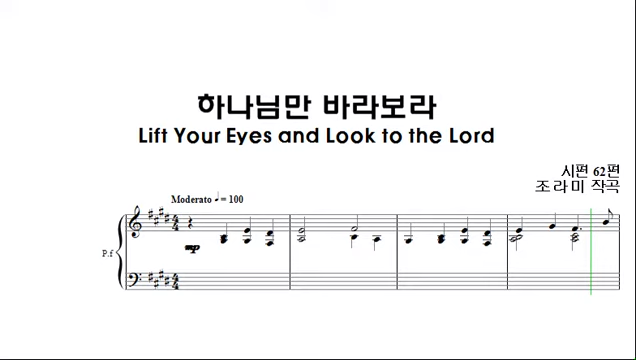 하나님만 바라보라
Lift Your Eyes and Look to the Lord
시편 62편
조 라 미 작곡
Moderato ♩ = 100
mp
P.f